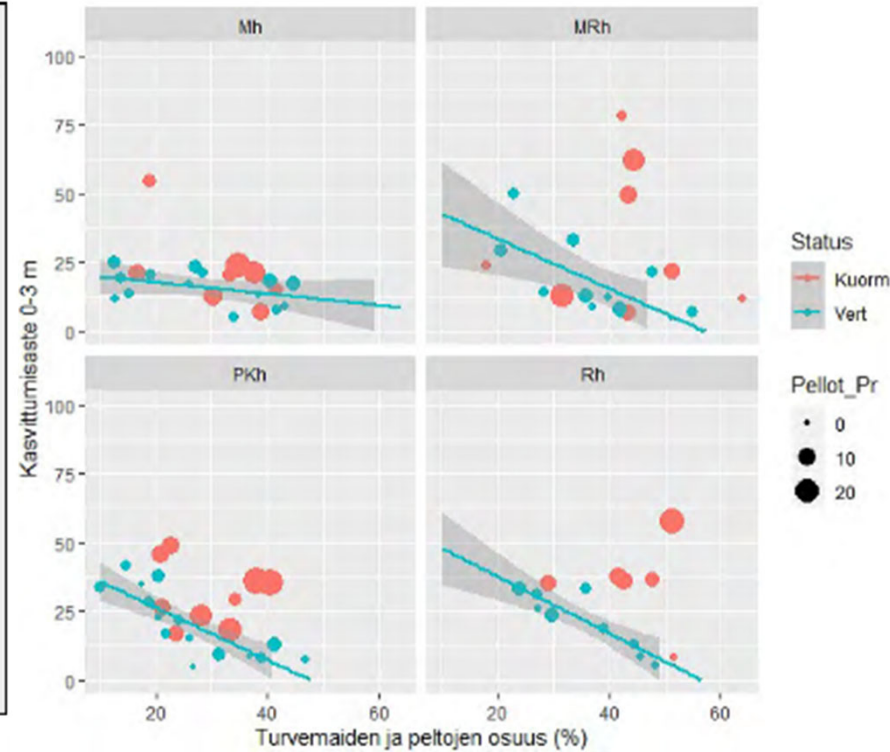 Mh
MRh
100
75
50
25
0
PKh
Rh
100
75
50
25
0
20
40
60
20
40
60
Kasvittumisaste 0-3 m
Turvemaiden ja peltojen osuus (%)
Status
Kuorm
Vert
Pellot_Pr
0
10
20